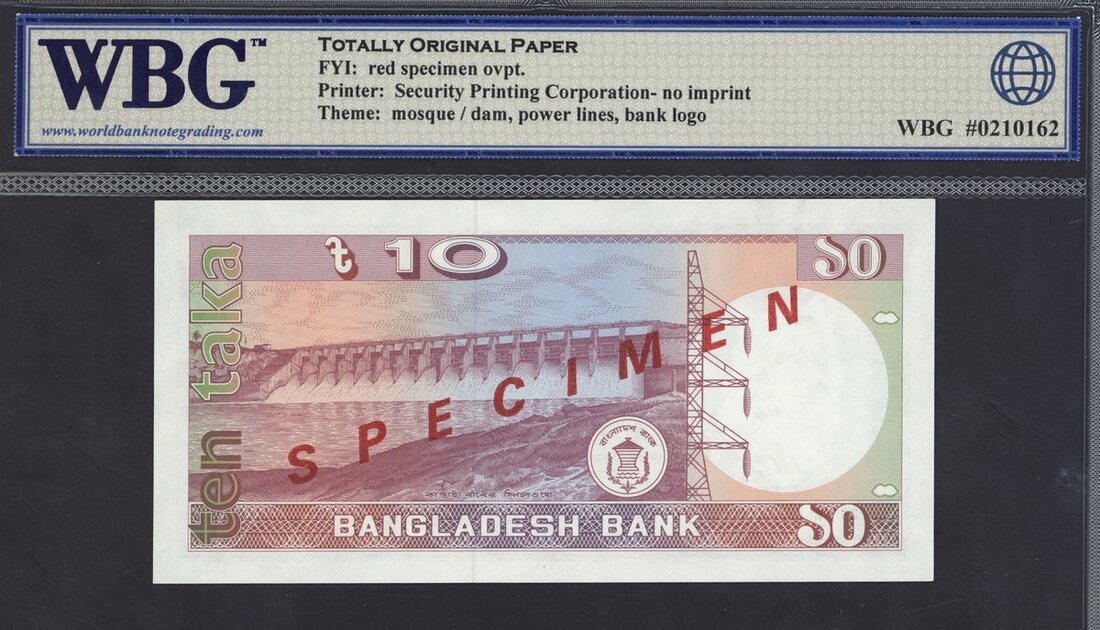 WBG™
www.worldbanknotegrading.com
TOTALLY ORIGINAL PAPER
FYI: red specimen ovpt.
Printer: Security Printing Corporation- no imprint
Theme: mosque / dam, power lines, bank logo
WBG #0210162
ten taka
৳ 10
১০
SPECIMEN
বাংলাদেশ ব্যাংক
কাপ্তাই বাঁধের স্পিলওয়ে
BANGLADESH BANK
১০